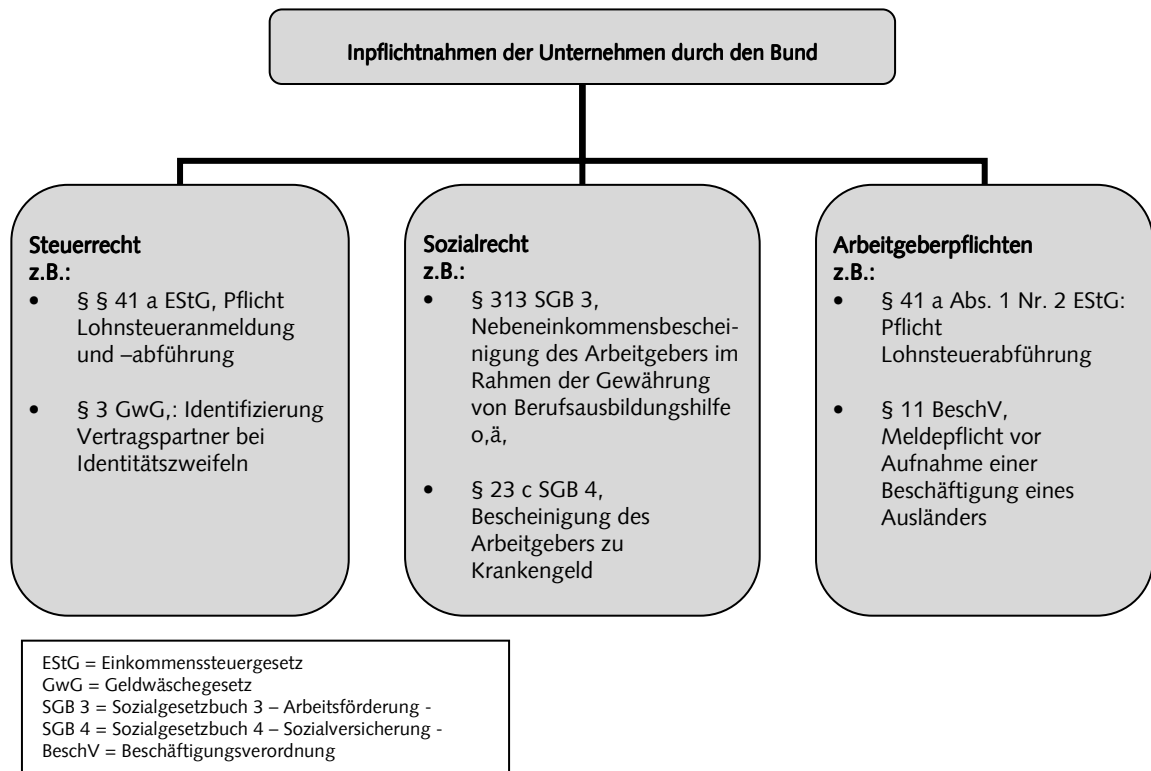 Inpflichtnahmen der Unternehmen durch den Bund
Steuerrecht
z.B.:
• § § 41 a EStG, Pflicht
Lohnsteueranmeldung
und –abführung
• § 3 GwG,: Identifizierung
Vertragspartner bei
Identitätszweifeln
Sozialrecht
z.B.:
• § 313 SGB 3,
Nebeneinkommensbeschei-
nigung des Arbeitgebers im
Rahmen der Gewährung
von Berufsausbildungshilfe
o,ä,
• § 23 c SGB 4,
Bescheinigung des
Arbeitgebers zu
Krankengeld
Arbeitgeberpflichten
z.B.:
• § 41 a Abs. 1 Nr. 2 EStG:
Pflicht
Lohnsteuerabführung
• § 11 BeschV,
Meldepflicht vor
Aufnahme einer
Beschäftigung eines
Ausländers
EStG = Einkommenssteuergesetz
GwG = Geldwäschegesetz
SGB 3 = Sozialgesetzbuch 3 – Arbeitsförderung -
SGB 4 = Sozialgesetzbuch 4 – Sozialversicherung -
BeschV = Beschäftigungsverordnung